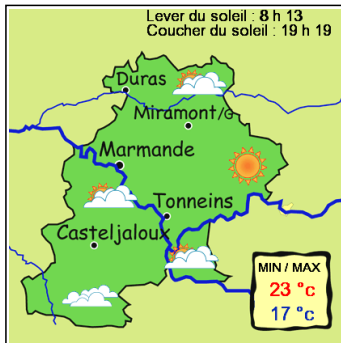 Lever du soleil : 8 h 13
Coucher du soleil : 19 h 19
Duras
Miramont/G
Marmande
Tonneins
Casteljaloux
MIN / MAX
23 °c
17 °c